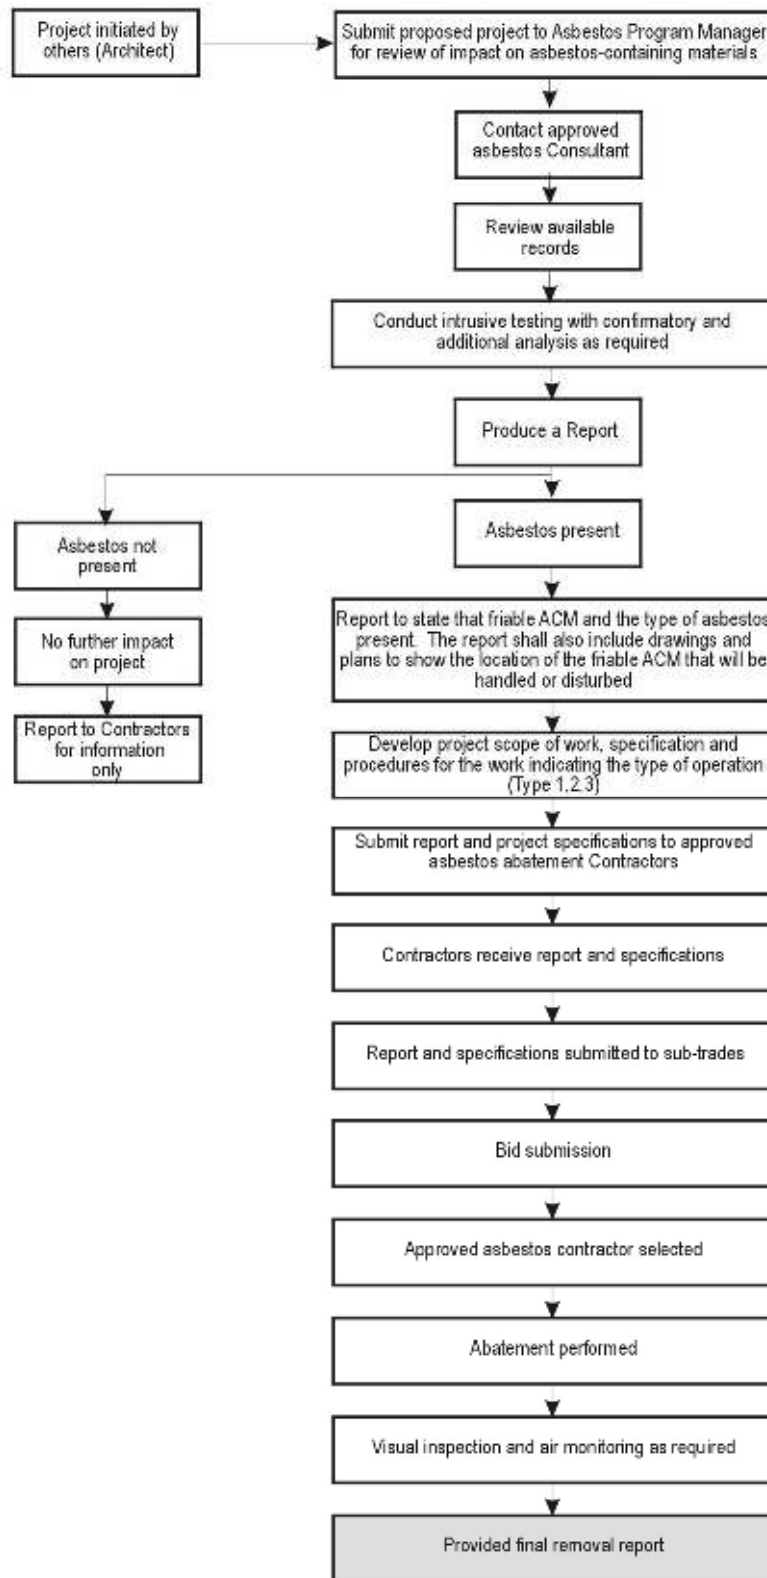 Project initiated by
others (Architect)
Submit proposed project to Asbestos Program Manager
for review of impact on asbestos-containing materials
Contact approved
asbestos Consultant
Review available
records
Conduct intrusive testing with confirmatory and
additional analysis as required
Produce a Report
Asbestos not
present
Asbestos present
No further impact
on project
Report to Contractors
for information
only
Report to state that friable ACM and the type of asbestos
present. The report shall also include drawings and
plans to show the location of the friable ACM that will be
handled or disturbed
Develop project scope of work, specification and
procedures for the work indicating the type of operation
(Type 1,2,3)
Submit report and project specifications to approved
asbestos abatement Contractors
Contractors receive report and specifications
Report and specifications submitted to sub-trades
Bid submission
Approved asbestos contractor selected
Abatement performed
Visual inspection and air monitoring as required
Provided final removal report